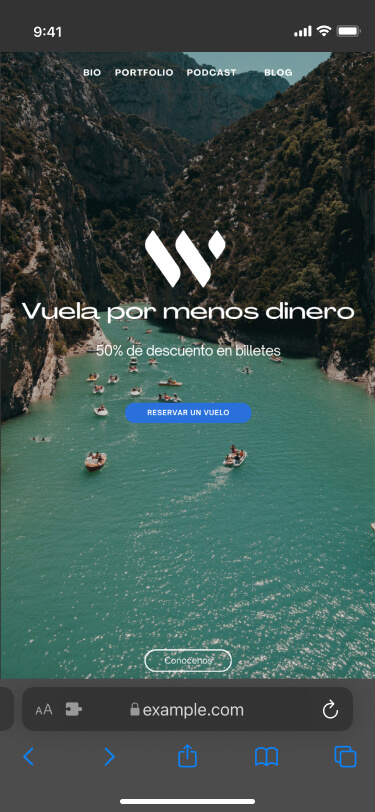 9:41
BIO PORTFOLIO PODCAST BLOG
Vuela por menos dinero
50% de descuento en billetes
RESERVAR UN VUELO
Conocenos
AA example.com